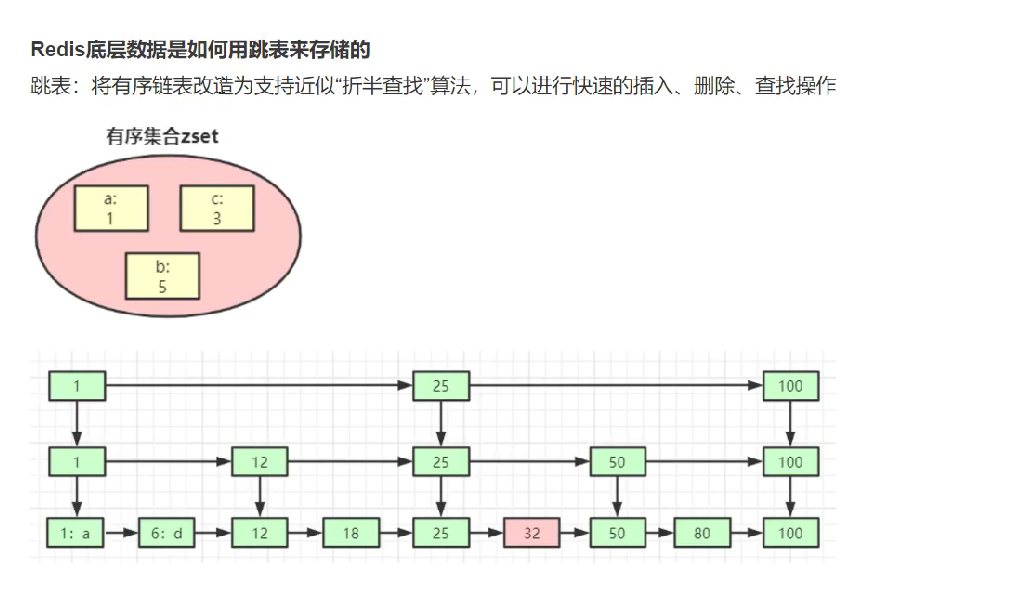 Redis底层数据是如何用跳表来存储的
跳表：将有序链表改造为支持近似“折半查找”算法，可以进行快速的插入、删除、查找操作
有序集合zset
a: c:
1 3
b:
5
1 25 100
1 12 25 50 100
1: a 6: d 12 18 25 32 50 80 100